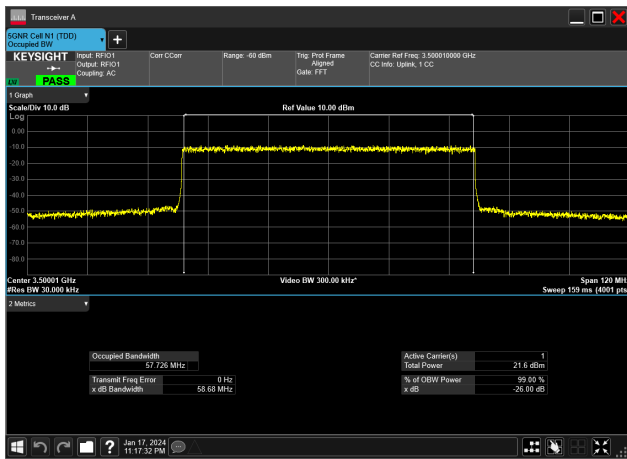 Transceiver A
5GNR Cell N1 (TDD)
Occupied BW
KEYSIGHT
LXI
PASS
Input: RFIO1
Output: RFIO1
Coupling: AC
Corr CCorr
Range: -60 dBm
Trig: Prot Frame
Aligned
Gate: FFT
Carrier Ref Freq: 3.500010000 GHz
CC Info: Uplink, 1 CC
1 Graph
Scale/Div 10.0 dB
Ref Value 10.00 dBm
Log
0.00
-10.0
-20.0
-30.0
-40.0
-50.0
-60.0
-70.0
-80.0
Center 3.50001 GHz
Video BW 300.00 kHz*
Span 120 MH
#Res BW 30.000 kHz
Sweep 159 ms (4001 pts
2 Metrics
Occupied Bandwidth
57.726 MHz
Transmit Freq Error 0 Hz
x dB Bandwidth 58.68 MHz
Active Carrier(s) 1
Total Power 21.6 dBm
% of OBW Power 99.00 %
x dB -26.00 dB
Jan 17, 2024
11:17:32 PM